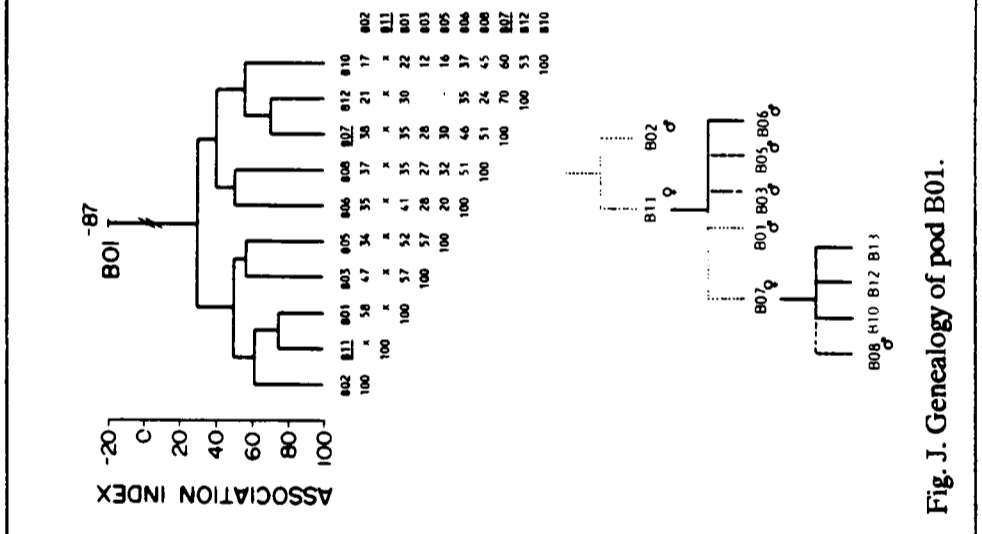 B01 -87
ASSOCIATION INDEX
-20
0
20
40
60
80
100
B02 B11 B01 B03 B05 B06 B08 B07 B12 B10
100 x 58 47 34 35 37 38 21 17 B02
100 x x x x x x x x B11
100 57 52 41 35 35 30 22 B01
100 57 28 27 28 12 B03
100 20 32 30 - 16 B05
100 51 46 35 37 B06
100 51 24 45 B08
100 70 60 B07
100 53 B12
100 B10
B11 ♀ B02 ♂
B07 ♀ B01 ♂ B03 ♂ B05 ♂ B06 ♂
B08 ♂ B10 B12 B13
Fig. J. Genealogy of pod B01.